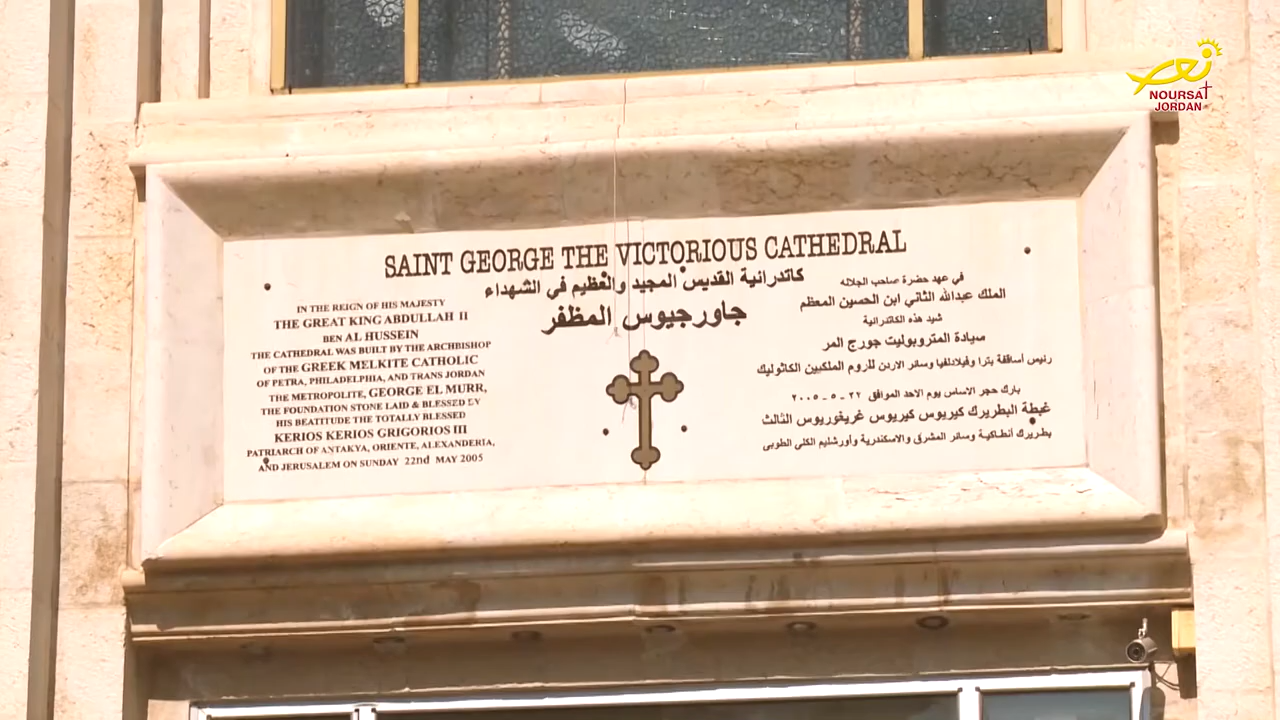 نعم
NOURSAT
JORDAN
SAINT GEORGE THE VICTORIOUS CATHEDRAL
كاتدرائية القديس المجيد والعظيم في الشهداء
جاورجيوس المظفر
IN THE REIGN OF HIS MAJESTY
THE GREAT KING ABDULLAH II
BEN AL HUSSEIN
THE CATHEDRAL WAS BUILT BY THE ARCHBISHOP
OF THE GREEK MELKITE CATHOLIC
OF PETRA, PHILADELPHIA, AND TRANS JORDAN
THE METROPOLITE, GEORGE EL MURR,
THE FOUNDATION STONE LAID & BLESSED BY
HIS BEATITUDE THE TOTALLY BLESSED
KERIOS KERIOS GRIGORIOS III
PATRIARCH OF ANTAKYA, ORIENTE, ALEXANDERIA,
AND JERUSALEM ON SUNDAY 22nd MAY 2005
في عهد حضرة صاحب الجلاله
الملك عبدالله الثاني ابن الحسين المعظم
شيد هذه الكاتدرائية
سيادة المتروبوليت جورج المر
رئيس أساقفة بترا وفيلادلفيا وسائر الاردن للروم الملكيين الكاثوليك
بارك حجر الاساس يوم الاحد الموافق ٢٢ - ٥ - ٢٠٠٥
غبطة البطريرك كيريوس كيريوس غريغوريوس الثالث
بطريرك أنطاكية وسائر المشرق والاسكندرية وأورشليم الكلي الطوبى